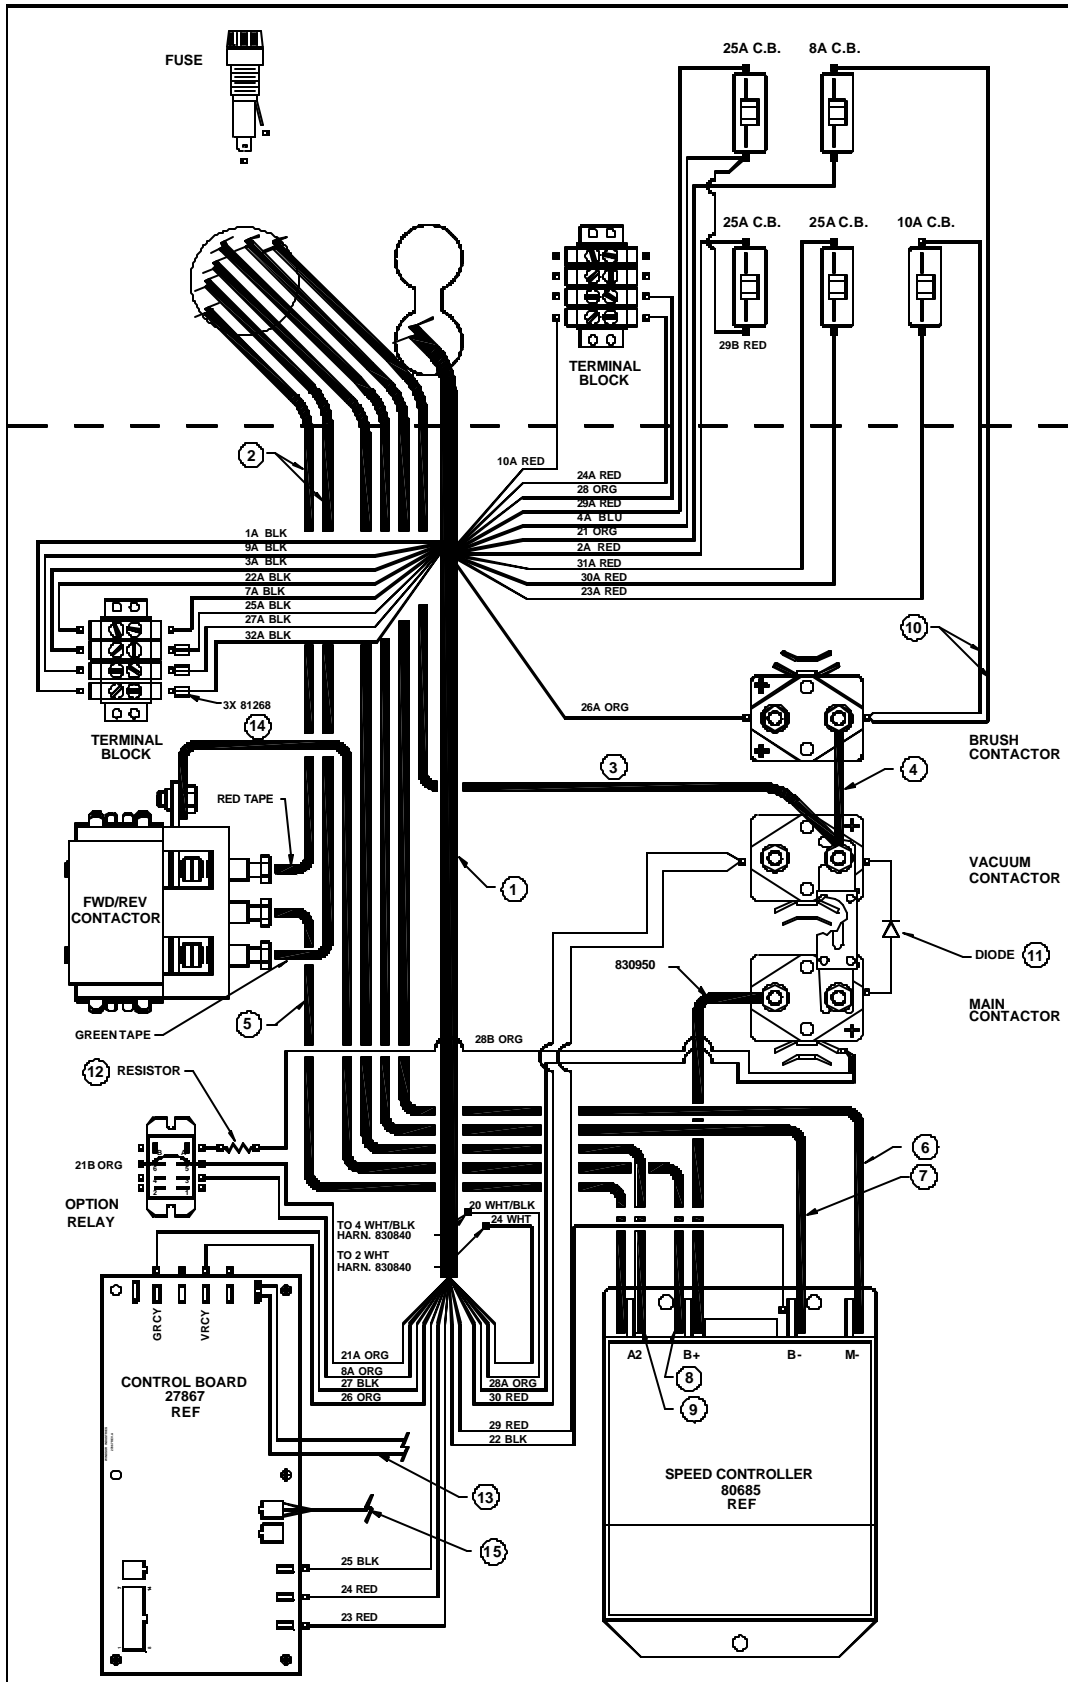 FUSE
25A C.B.
8A C.B.
25A C.B.
25A C.B.
10A C.B.
29B RED
TERMINAL
BLOCK
2
10A RED
24A RED
28 ORG
29A RED
4A BLU
21 ORG
2A RED
31A RED
30A RED
23A RED
1A BLK
9A BLK
3A BLK
22A BLK
7A BLK
25A BLK
27A BLK
32A BLK
10
3X 81268
26A ORG
14
TERMINAL
BLOCK
BRUSH
CONTACTOR
3
4
RED TAPE
VACUUM
CONTACTOR
1
FWD/REV
CONTACTOR
830950
DIODE
11
MAIN
CONTACTOR
5
GREEN TAPE
28B ORG
12
RESISTOR
6
7
21B ORG
OPTION
RELAY
20 WHT/BLK
24 WHT
TO 4 WHT/BLK
HARN. 830840
TO 2 WHT
HARN. 830840
GRCY
VRCY
A2
B+
B-
M-
21A ORG
8A ORG
27 BLK
26 ORG
28A ORG
30 RED
8
9
CONTROL BOARD
27867
REF
29 RED
22 BLK
SPEED CONTROLLER
80685
REF
13
15
25 BLK
24 RED
23 RED